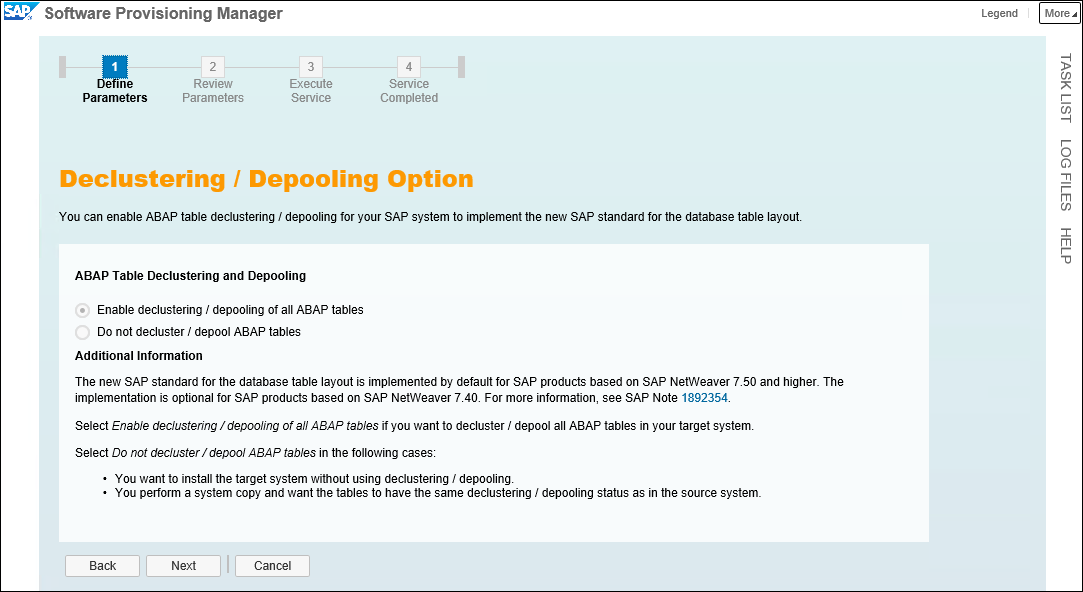 SAP Software Provisioning Manager
Legend
More
1 2 3 4
Define Parameters
Review Parameters
Execute Service
Service Completed
TASK LIST
LOG FILES
HELP
Declustering / Depooling Option
You can enable ABAP table declustering / depooling for your SAP system to implement the new SAP standard for the database table layout.
ABAP Table Declustering and Depooling
Enable declustering / depooling of all ABAP tables
Do not decluster / depool ABAP tables
Additional Information
The new SAP standard for the database table layout is implemented by default for SAP products based on SAP NetWeaver 7.50 and higher. The
implementation is optional for SAP products based on SAP NETWeaver 7.40. For more information, see SAP Note 1892354.
Select Enable declustering / depooling of all ABAP tables if you want to decluster / depool all ABAP tables in your target system.
Select Do not decluster / depool ABAP tables in the following cases:
• You want to install the target system without using declustering / depooling.
• You perform a system copy and want the tables to have the same declustering / depooling status as in the source system.
Back
Next
Cancel